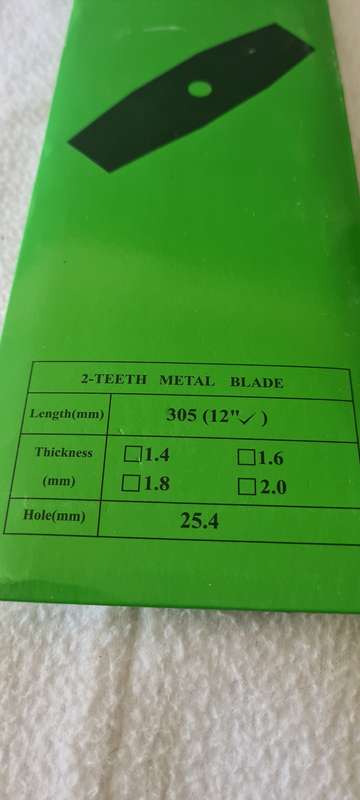 2-TEETH METAL BLADE
Length(mm) 305 (12"✓)
Thickness (mm) ☐1.4 ☐1.6
☐1.8 ☐2.0
Hole(mm) 25.4